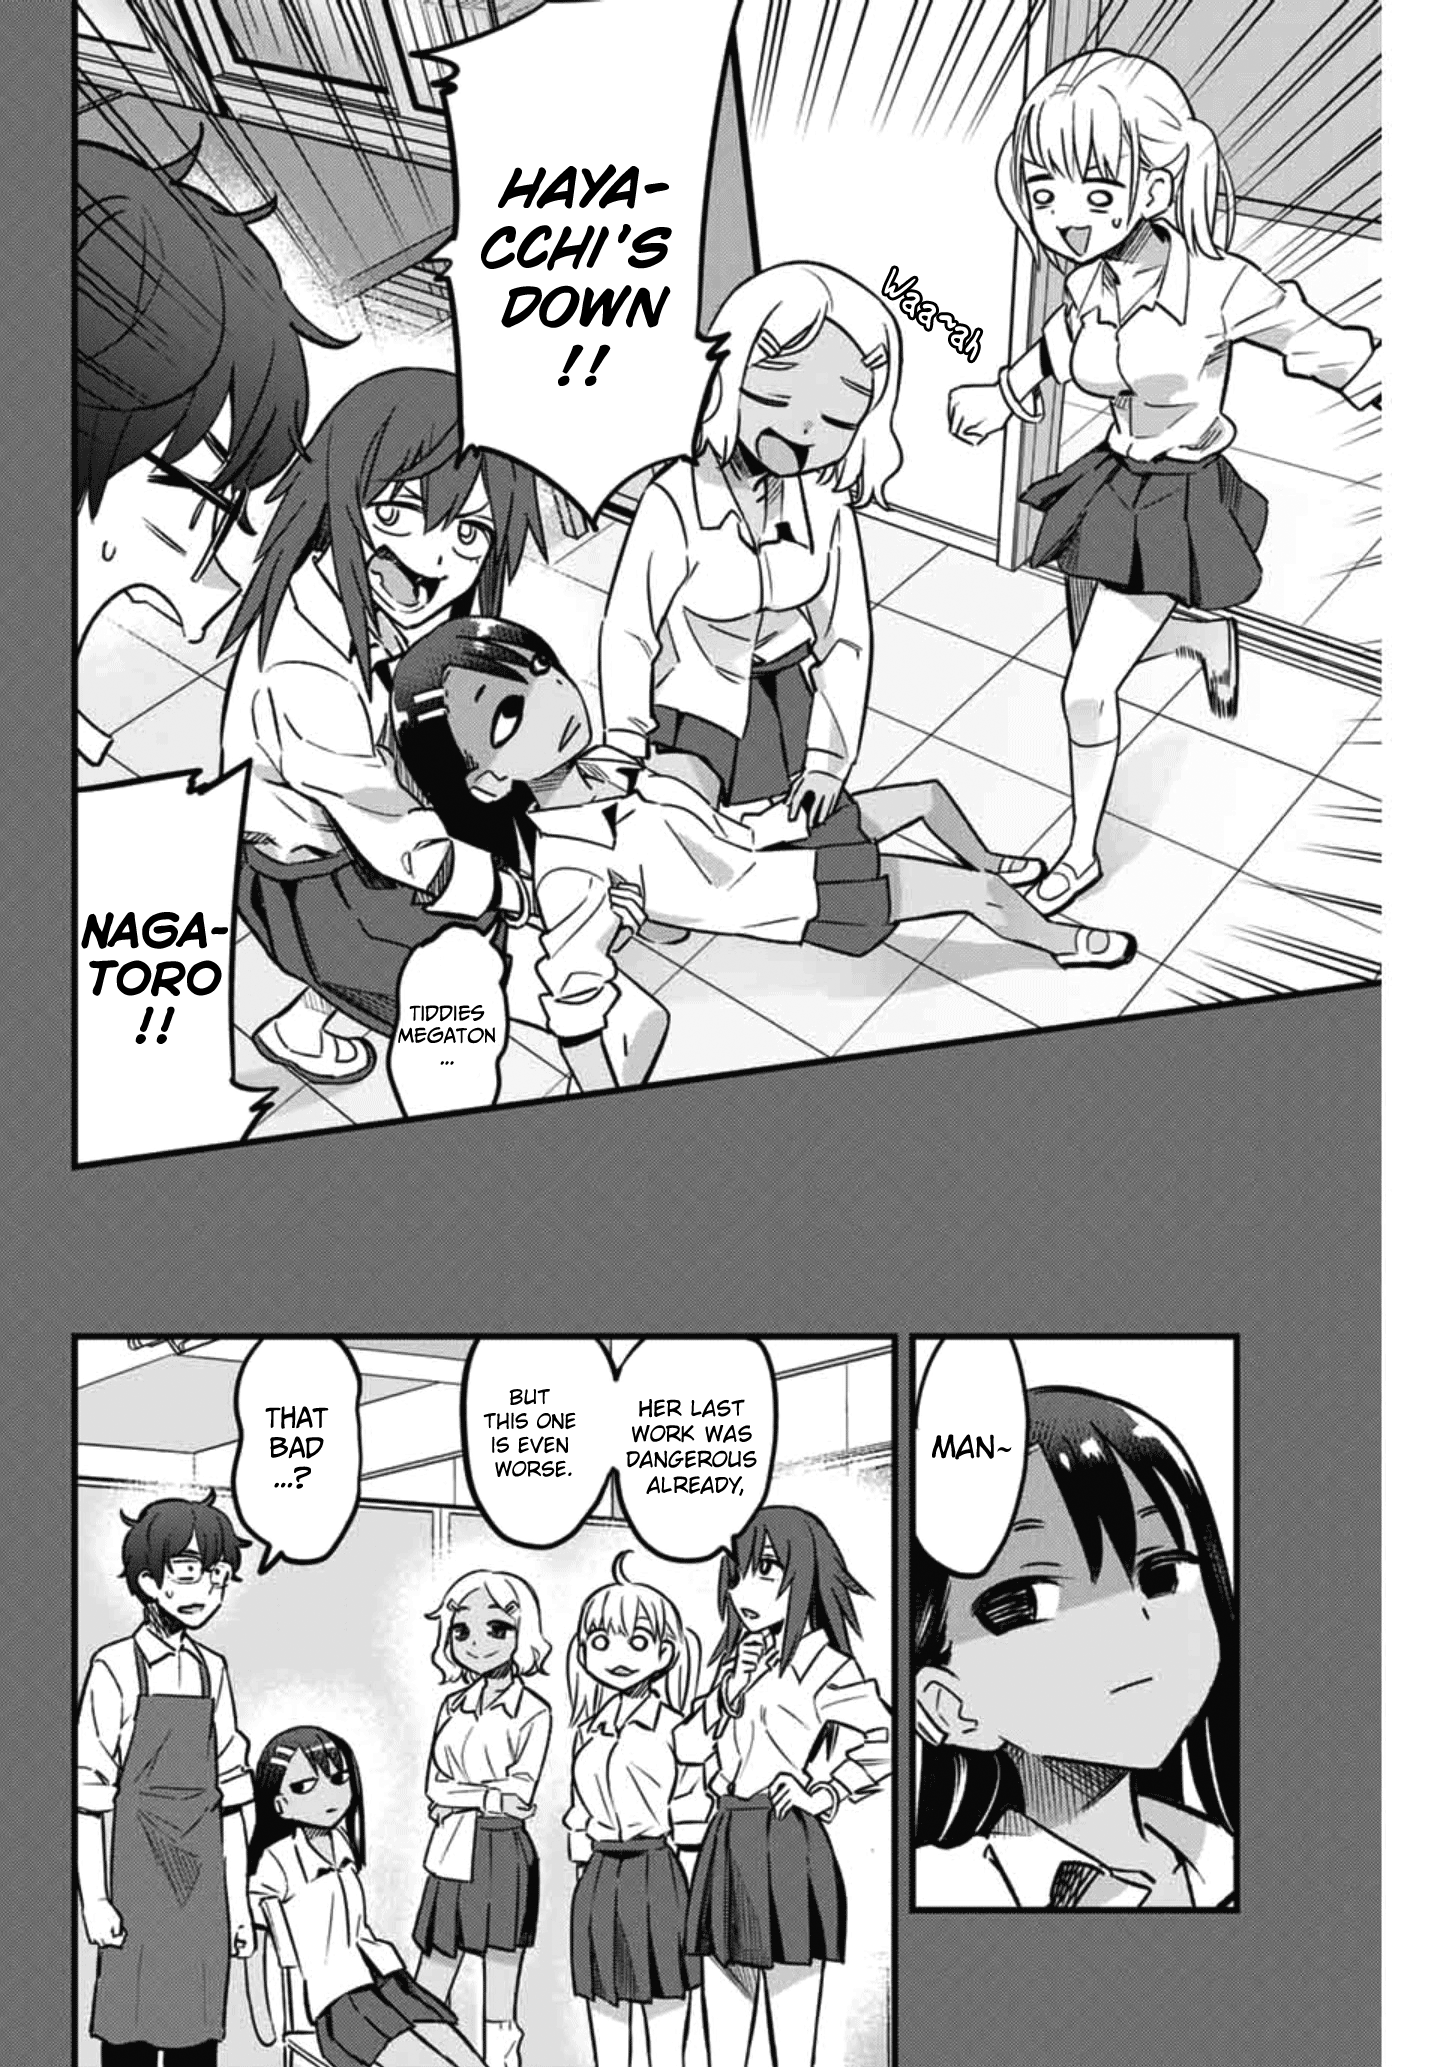 HAYA-
CCHI'S
DOWN
!!
Waa~ah
NAGA-
TORO
!!
TIDDIES
MEGATON
...
MAN~
HER LAST
WORK WAS
DANGEROUS
ALREADY,
BUT
THIS ONE
IS EVEN
WORSE.
THAT
BAD
...?